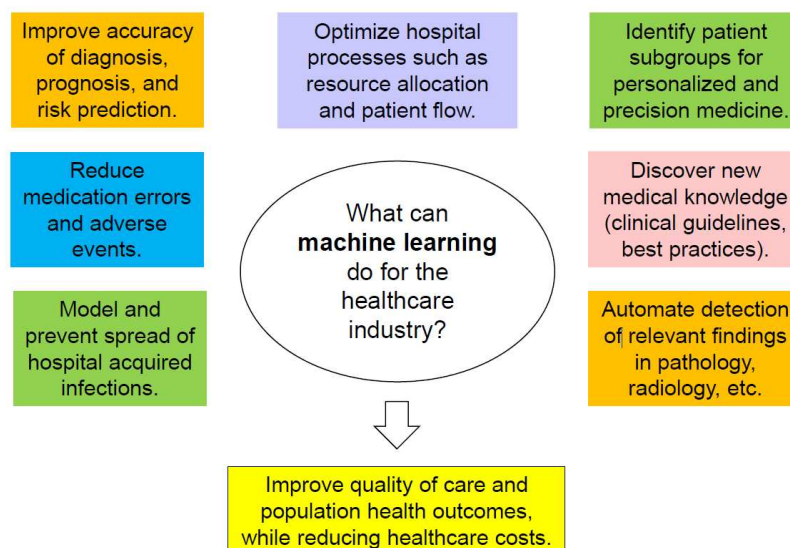 Improve accuracy
of diagnosis,
prognosis, and
risk prediction.
Optimize hospital
processes such as
resource allocation
and patient flow.
Identify patient
subgroups for
personalized and
precision medicine.
Reduce
medication errors
and adverse
events.
What can
machine learning
do for the
healthcare
industry?
Discover new
medical knowledge
(clinical guidelines,
best practices).
Model and
prevent spread of
hospital acquired
infections.
Automate detection
of relevant findings
in pathology,
radiology, etc.
Improve quality of care and
population health outcomes,
while reducing healthcare costs.